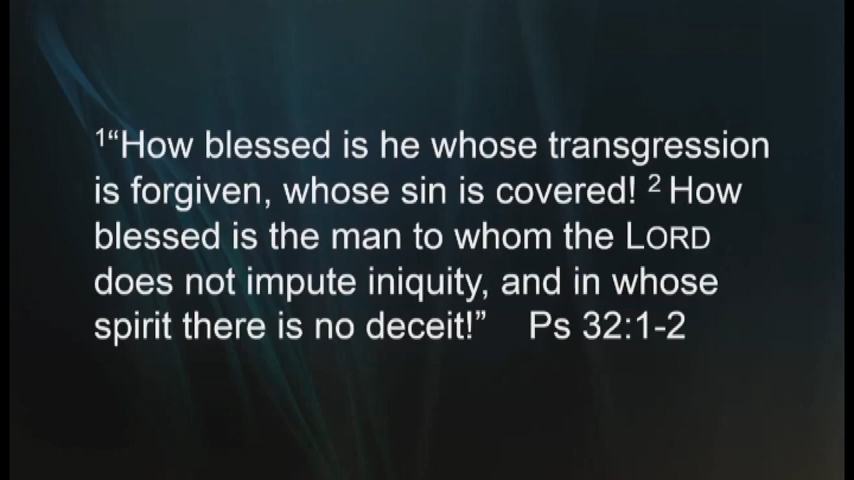 1“How blessed is he whose transgression
is forgiven, whose sin is covered! 2 How
blessed is the man to whom the LORD
does not impute iniquity, and in whose
spirit there is no deceit!” Ps 32:1-2